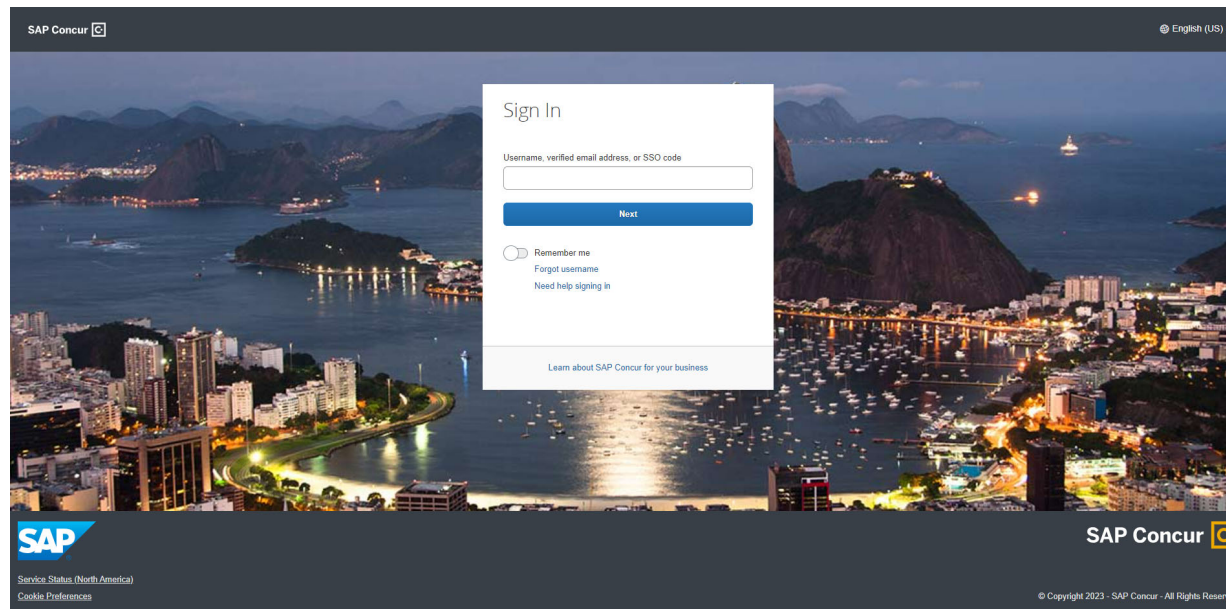 SAP Concur
English (US)
Sign In
Username, verified email address, or SSO code
Next
Remember me
Forgot username
Need help signing in
Learn about SAP Concur for your business
SAP
SAP Concur
Service Status (North America)
Cookie Preferences
© Copyright 2023 - SAP Concur - All Rights Reser